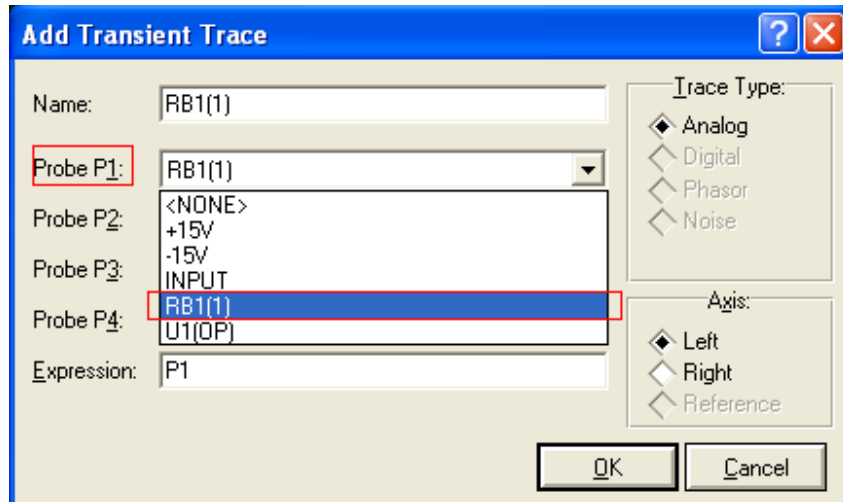 Add Transient Trace
Name:
RB1(1)
Probe P1:
RB1(1)
<NONE>
+15V
-15V
INPUT
RB1(1)
U1(OP)
Probe P2:
Probe P3:
Probe P4:
Expression:
P1
Trace Type:
Analog
Digital
Phasor
Noise
Axis:
Left
Right
Reference
OK
Cancel